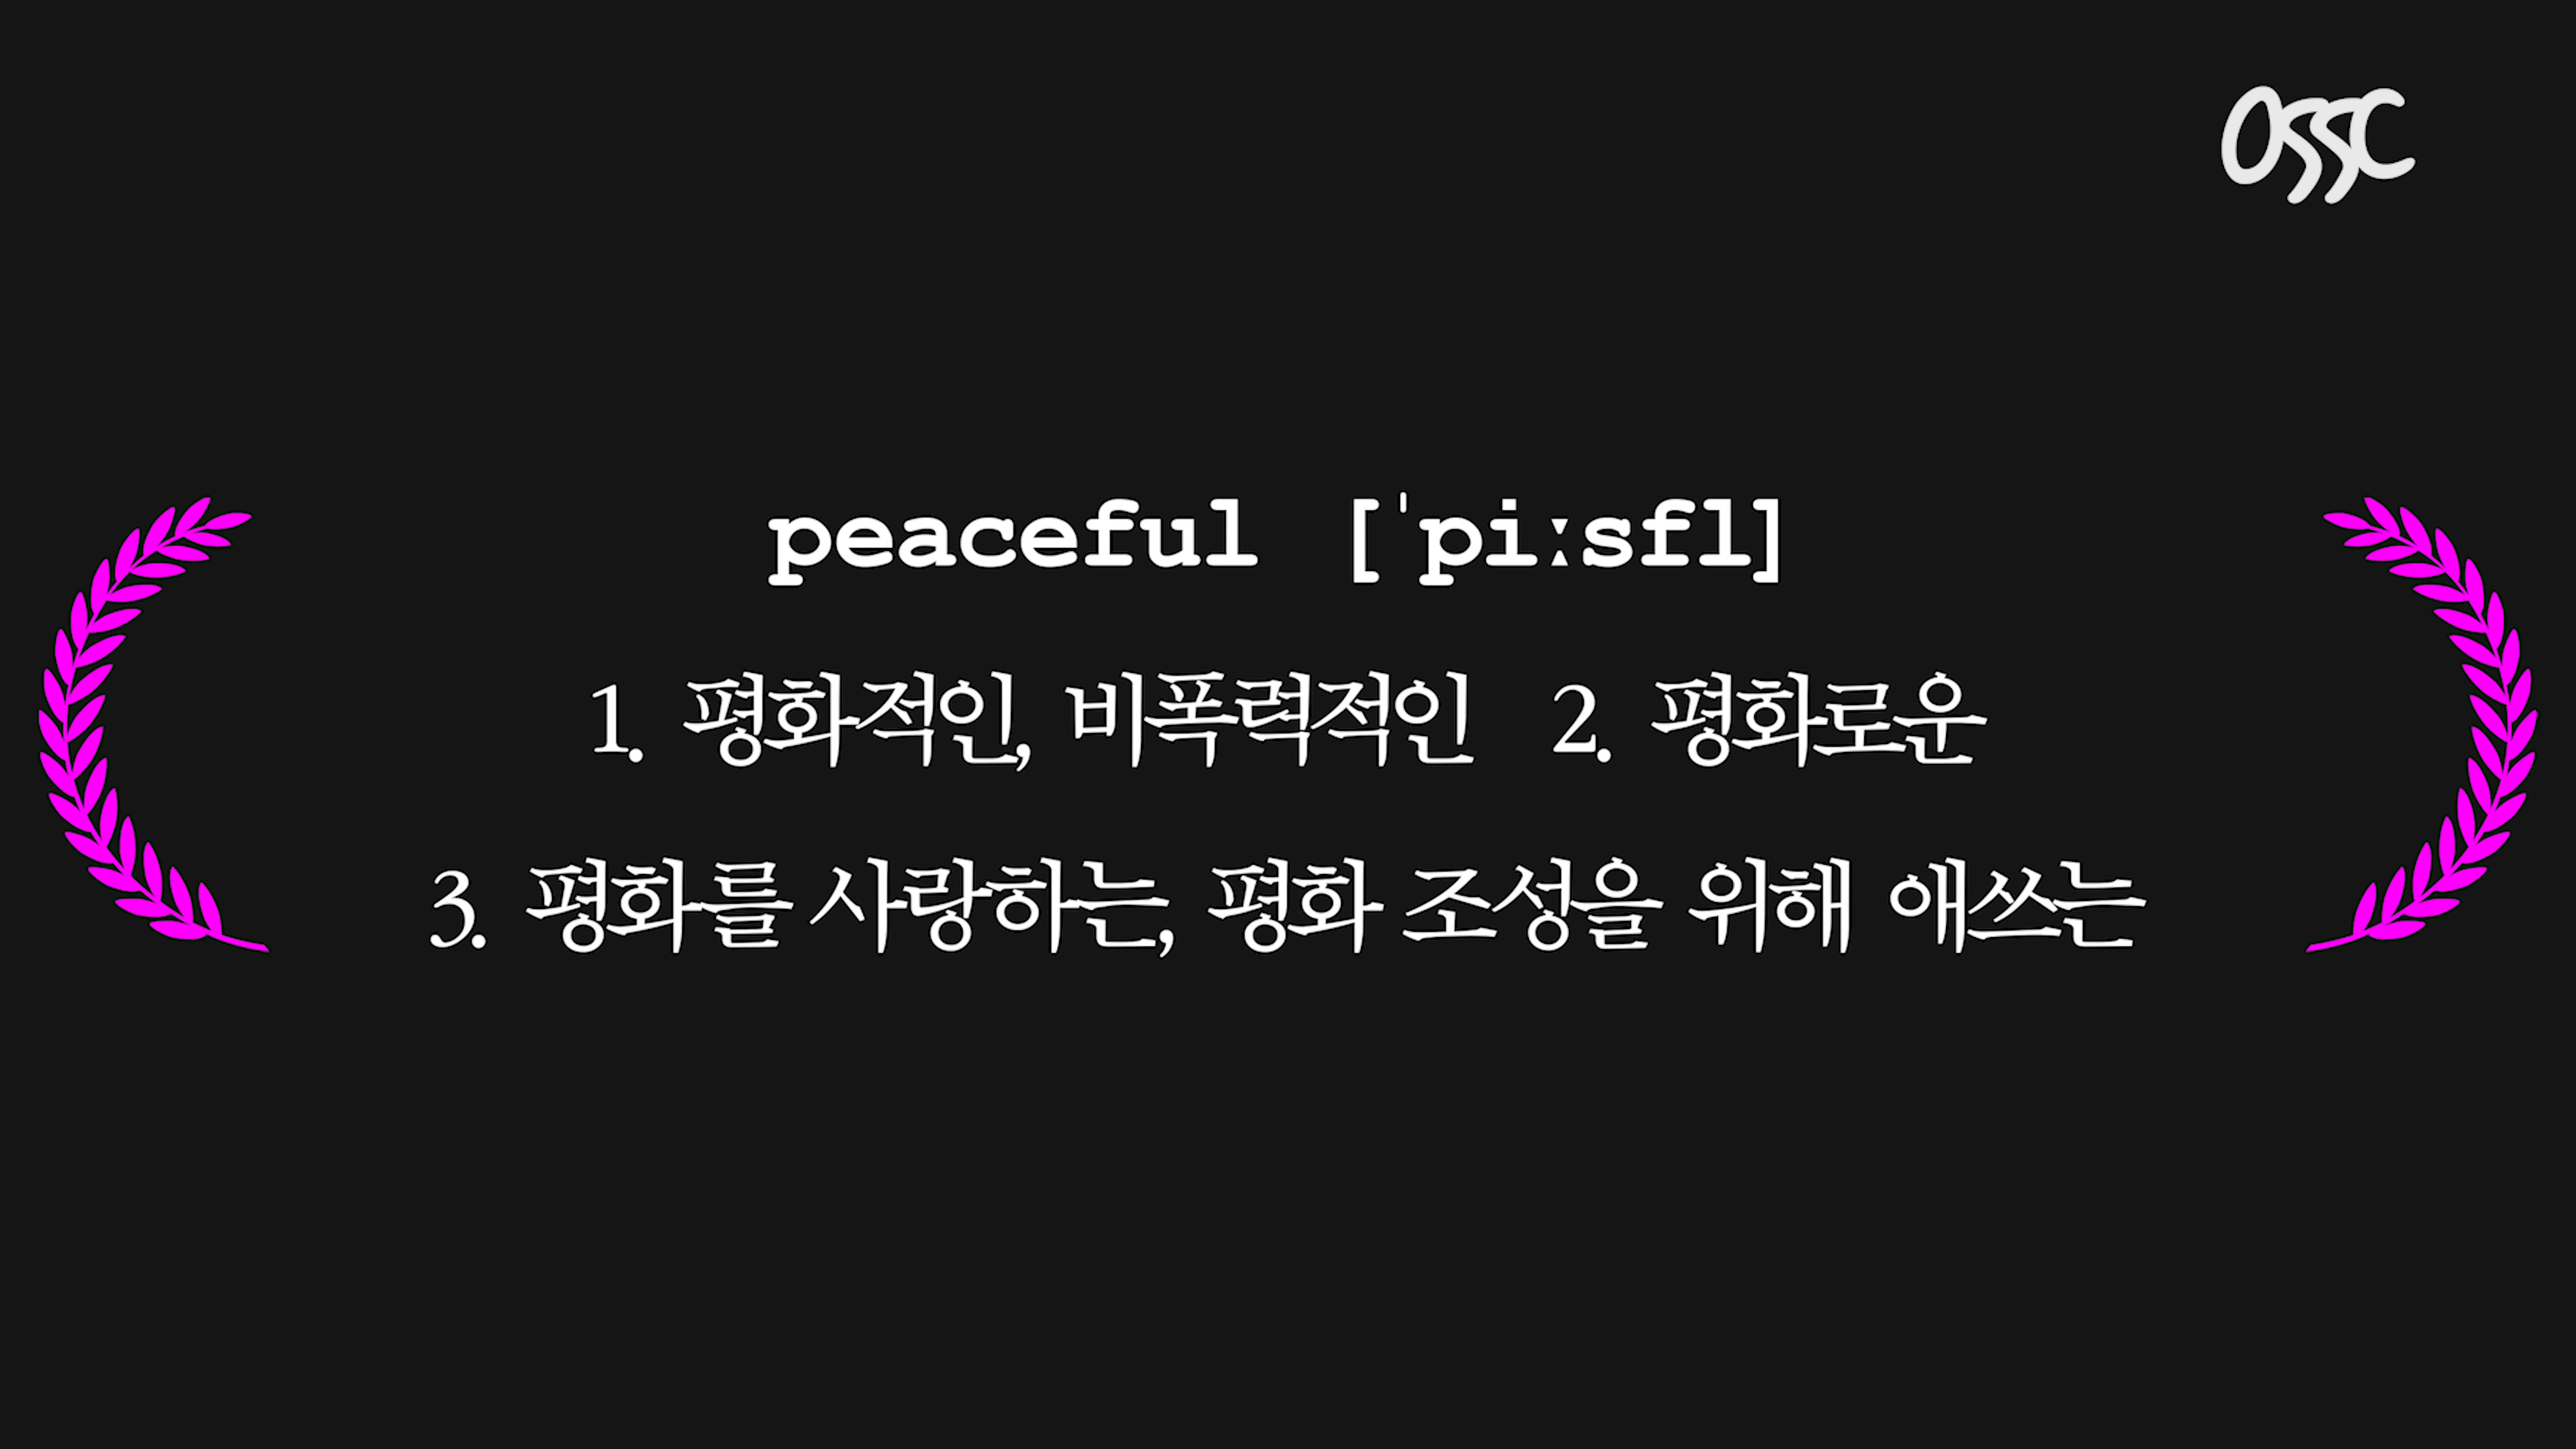 OSSC
peaceful [ˈpiːsfl]
1. 평화적인, 비폭력적인 2. 평화로운
3. 평화를 사랑하는, 평화 조성을 위해 애쓰는